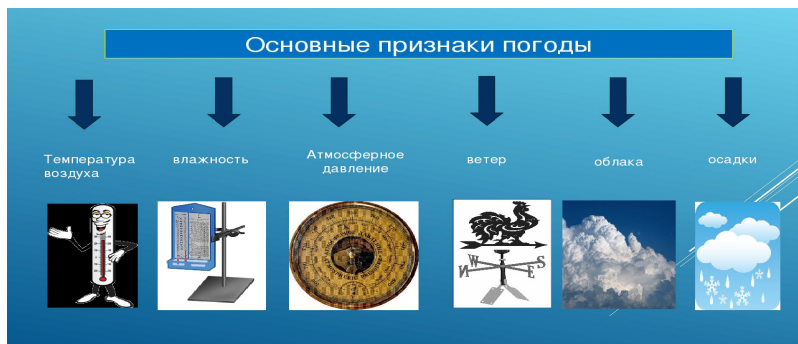 Основные признаки погоды
Температура
воздуха
влажность
Атмосферное
давление
ветер
облака
осадки
W
S
E